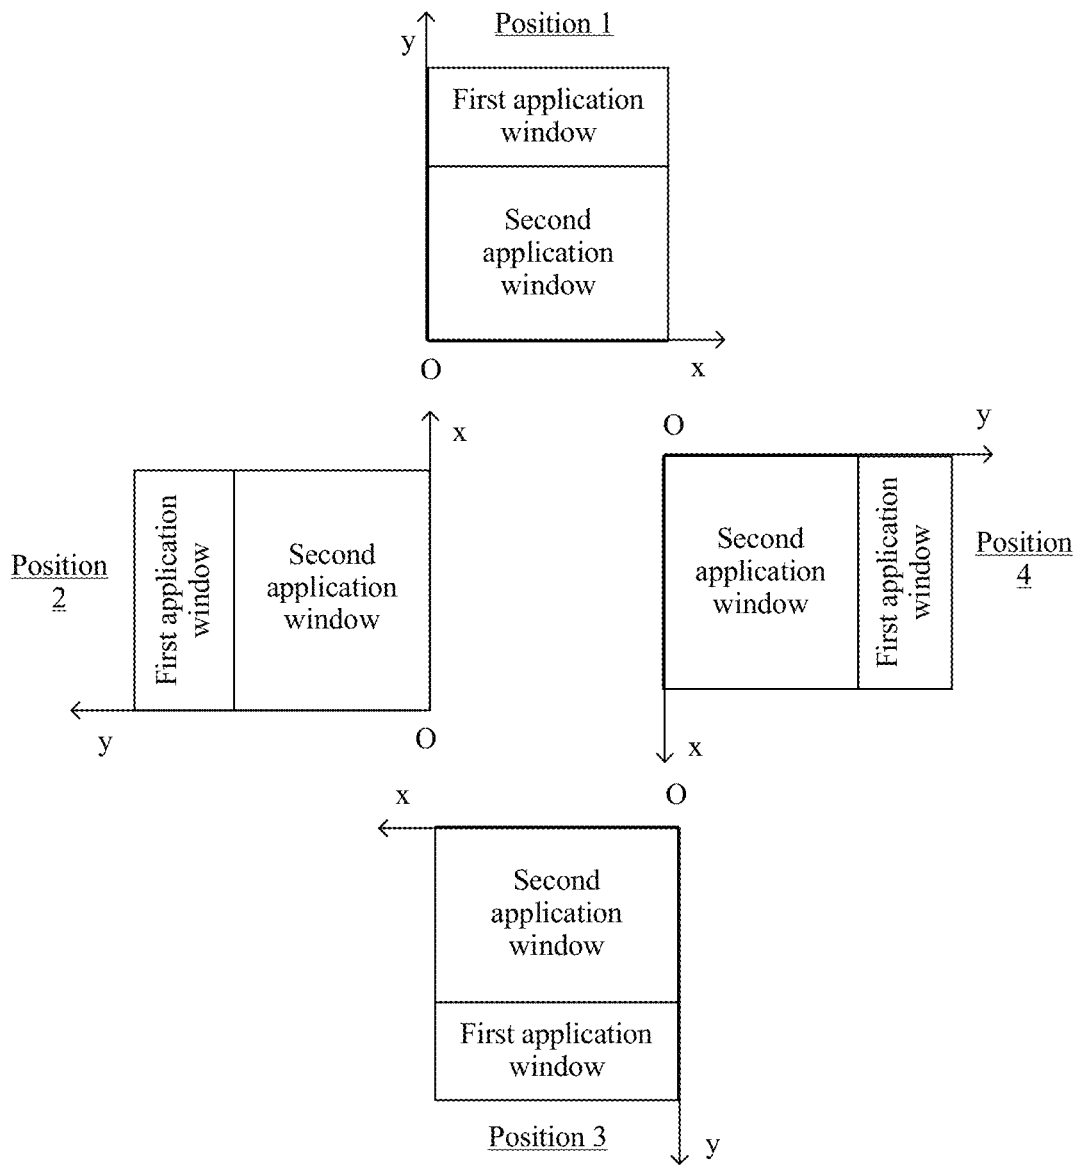 Position 1
y
First application
window
Second
application
window
O
x
x
First application
window
Second
application
window
Position
2
y
O
O
y
Second
application
window
First application
window
Position
4
x
x
O
Second
application
window
First application
window
Position 3
y